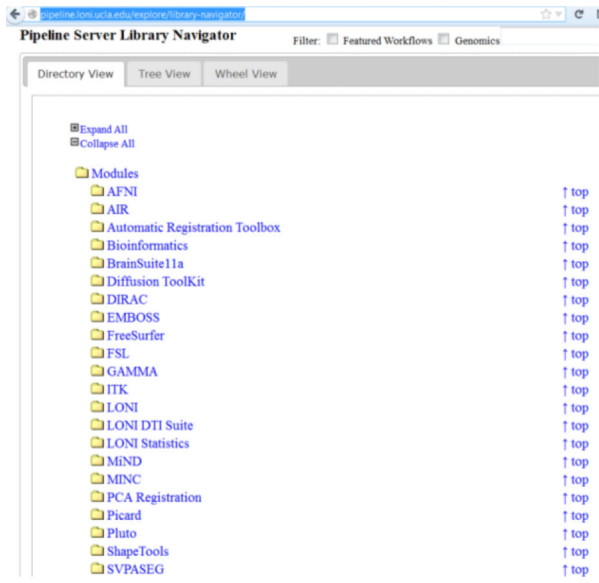 pipeline.loni.ucla.edu/explore/library-navigator/
Pipeline Server Library Navigator Filter: Featured Workflows Genomics
Directory View Tree View Wheel View
Expand All
Collapse All
Modules
AFNI ↑ top
AIR ↑ top
Automatic Registration Toolbox ↑ top
Bioinformatics ↑ top
BrainSuite11a ↑ top
Diffusion ToolKit ↑ top
DIRAC ↑ top
EMBOSS ↑ top
FreeSurfer ↑ top
FSL ↑ top
GAMMA ↑ top
ITK ↑ top
LONI ↑ top
LONI DTI Suite ↑ top
LONI Statistics ↑ top
MiND ↑ top
MINC ↑ top
PCA Registration ↑ top
Picard ↑ top
Pluto ↑ top
ShapeTools ↑ top
SVPASEG ↑ top